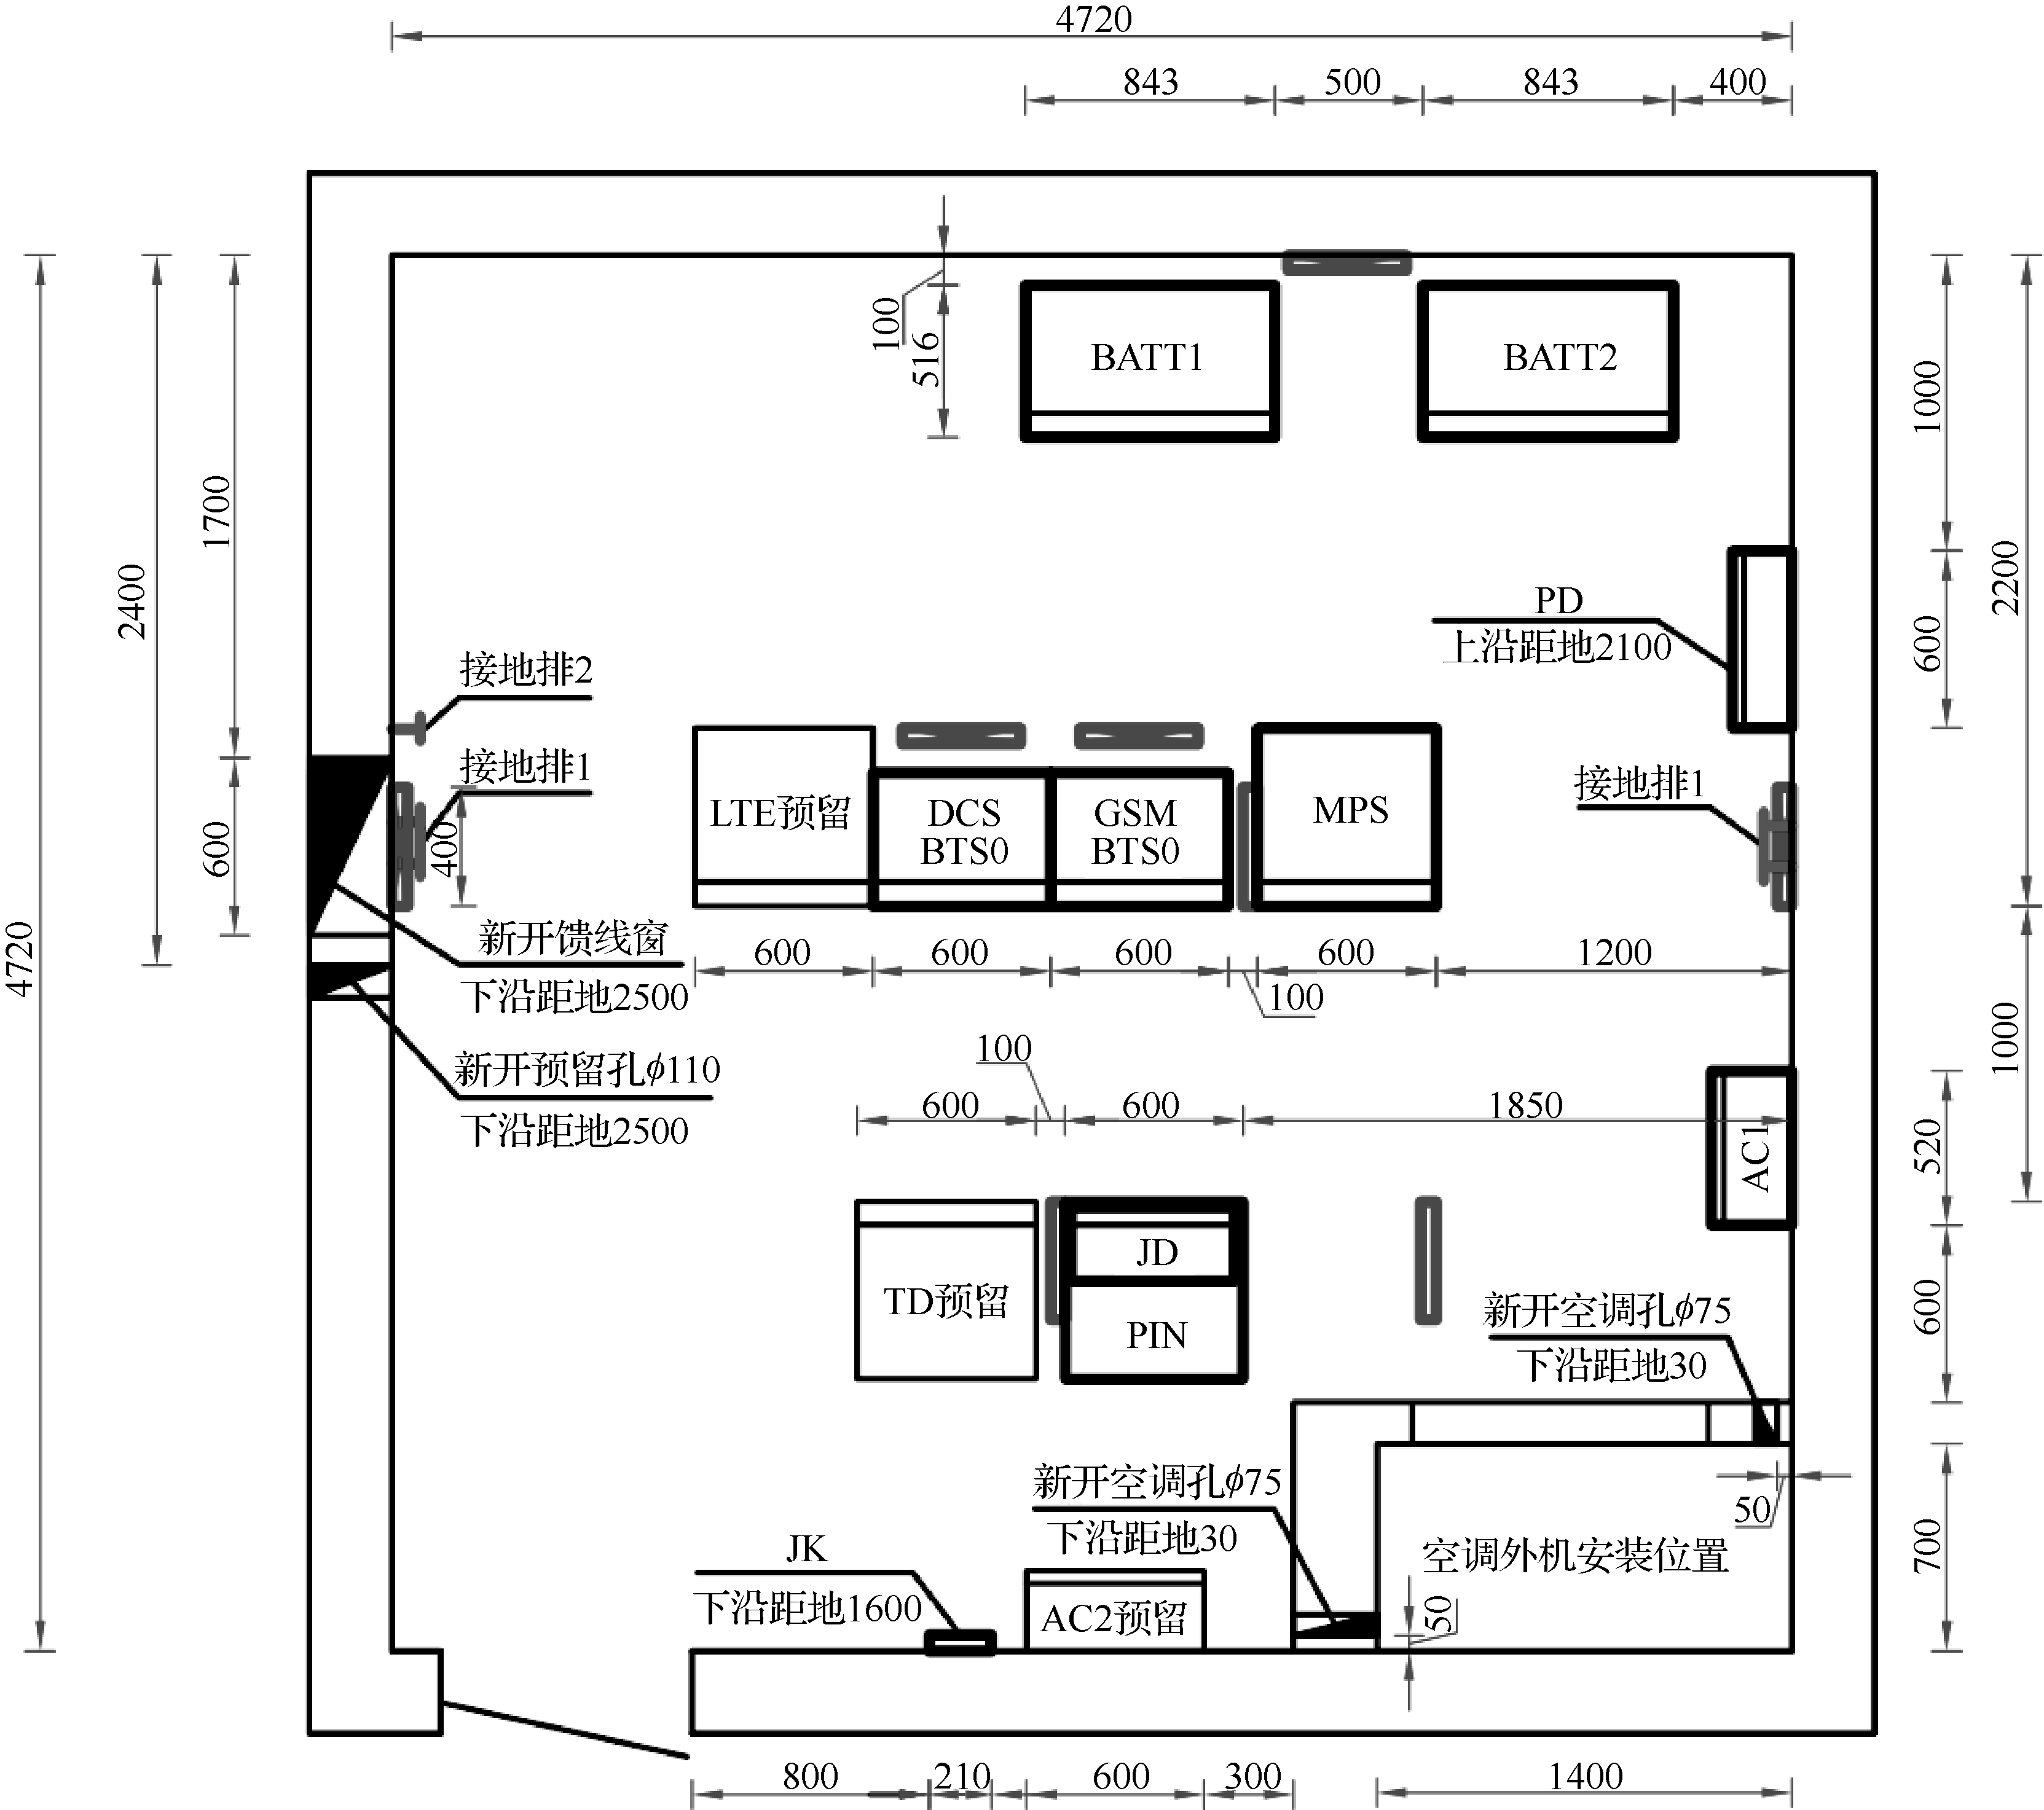 4720
843
500
843
400
100
516
BATT1
BATT2
1700
2400
4720
600
1000
2200
600
PD
上沿距地2100
接地排2
接地排1
400
LTE预留
DCS
BTS0
GSM
BTS0
MPS
接地排1
新开馈线窗
下沿距地2500
600
600
600
600
1200
100
新开预留孔ϕ110
下沿距地2500
100
600
600
1850
1000
AC1
520
TD预留
JD
PIN
600
新开空调孔ϕ75
下沿距地30
新开空调孔ϕ75
下沿距地30
50
700
空调外机安装位置
50
JK
下沿距地1600
AC2预留
800
210
600
300
1400